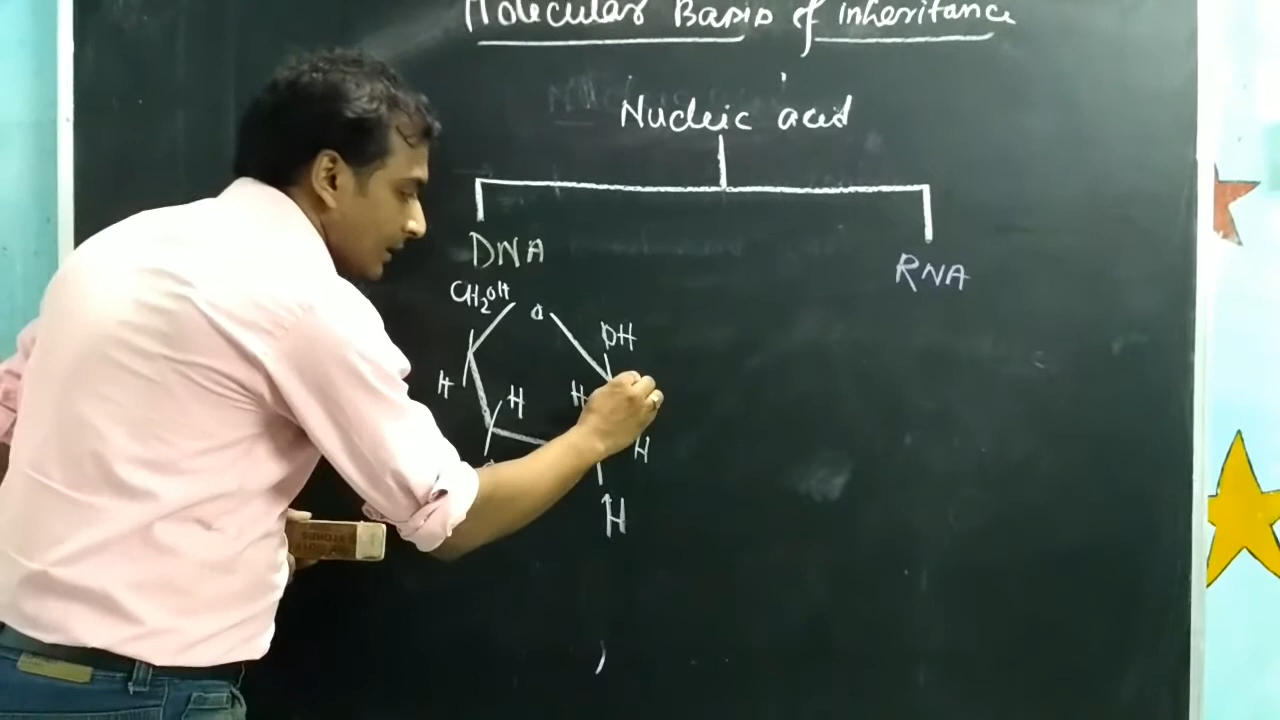 Molecular Basis of inheritance
Nucleic acid
DNA
RNA
CH₂OH O
OH
H H H
H
H